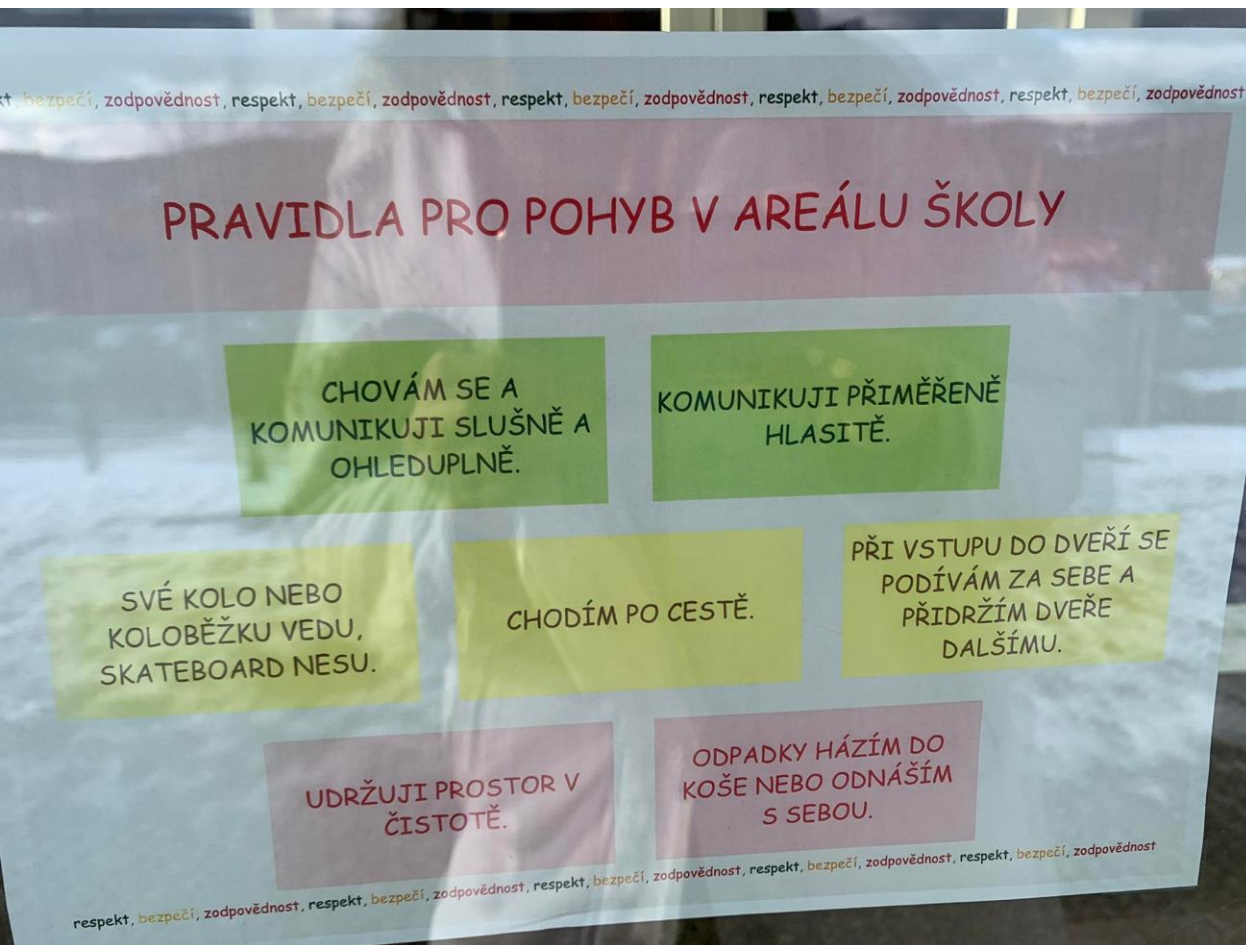 bezpečí, zodpovědnost, respekt, bezpečí, zodpovědnost, respekt, bezpečí, zodpovědnost, respekt, bezpečí, zodpovědnost, respekt, bezpečí, zodpovědnost
PRAVIDLA PRO POHYB V AREÁLU ŠKOLY
CHOVÁM SE A
KOMUNIKUJI SLUŠNĚ A
OHLEDUPLNĚ.
KOMUNIKUJI PŘIMĚŘENĚ
HLASITĚ.
SVÉ KOLO NEBO
KOLOBĚŽKU VEDU,
SKATEBOARD NESU.
CHODÍM PO CESTĚ.
PŘI VSTUPU DO DVEŘÍ SE
PODÍVÁM ZA SEBE A
PŘIDRŽÍM DVEŘE
DALŠÍMU.
UDRŽUJI PROSTOR V
ČISTOTĚ.
ODPADKY HÁZÍM DO
KOŠE NEBO ODNÁŠÍM
S SEBOU.
respekt, bezpečí, zodpovědnost, respekt, bezpečí, zodpovědnost, respekt, bezpečí, zodpovědnost, respekt, bezpečí, zodpovědnost, respekt, bezpečí, zodpovědnost